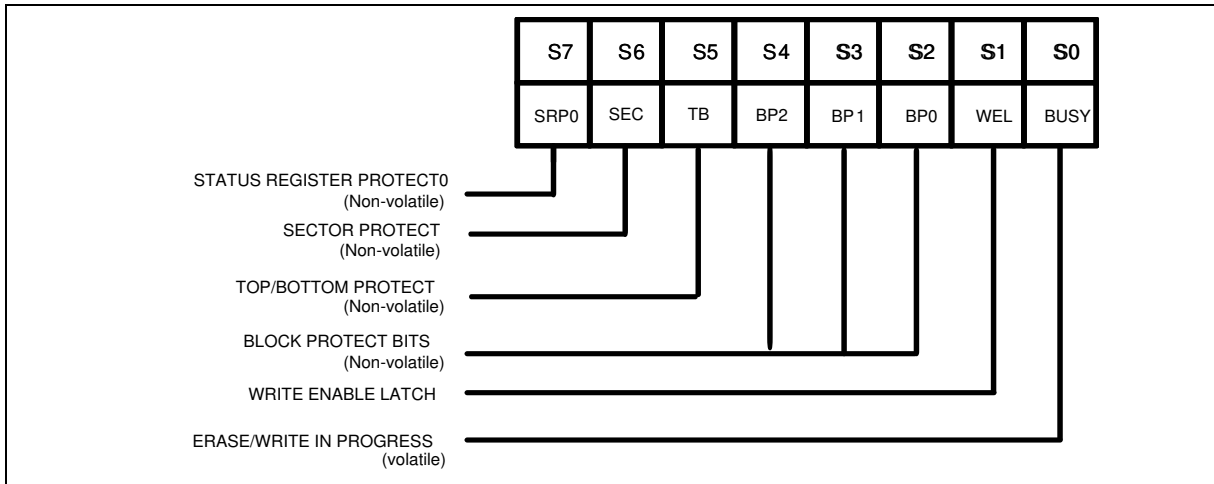 S7 S6 S5 S4 S3 S2 S1 S0
SRP0 SEC TB BP2 BP1 BP0 WEL BUSY
STATUS REGISTER PROTECT0
(Non-volatile)
SECTOR PROTECT
(Non-volatile)
TOP/BOTTOM PROTECT
(Non-volatile)
BLOCK PROTECT BITS
(Non-volatile)
WRITE ENABLE LATCH
ERASE/WRITE IN PROGRESS
(volatile)